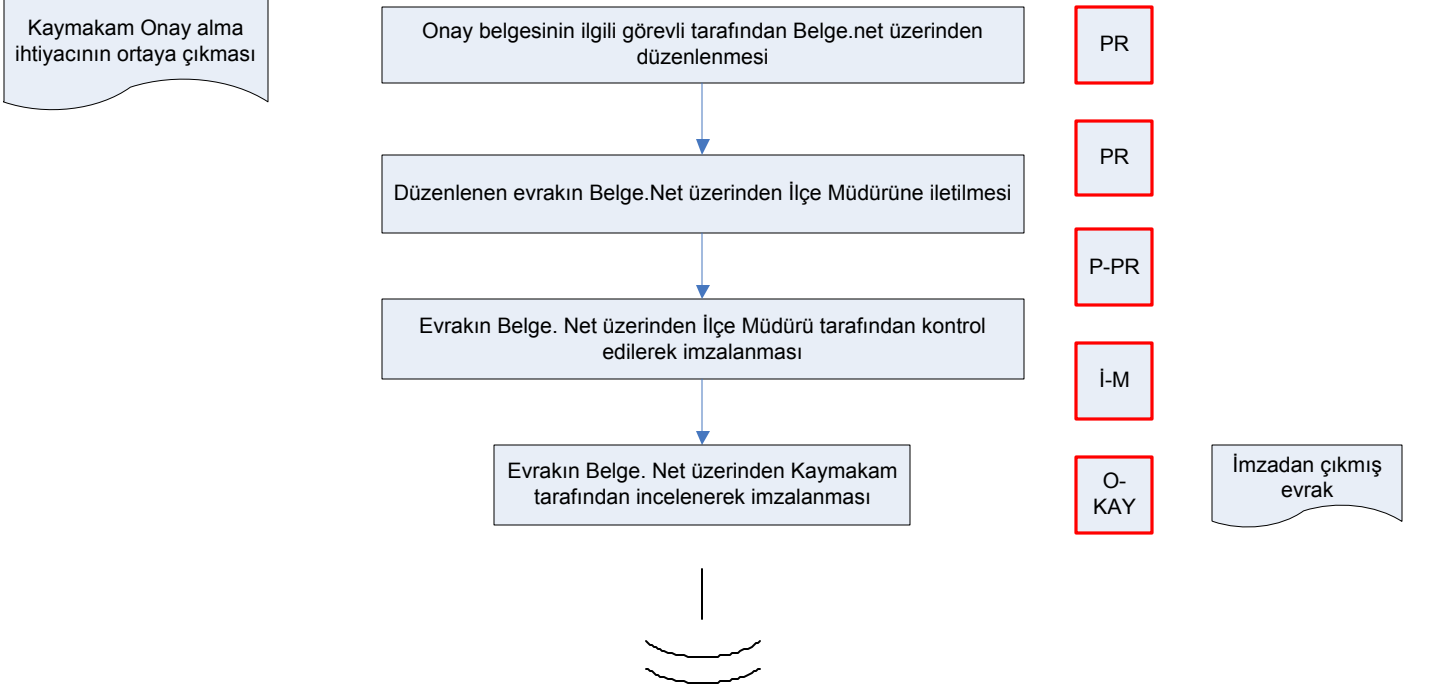 Kaymakam Onay alma
ihtiyacının ortaya çıkması
Onay belgesinin ilgili görevli tarafından Belge.net üzerinden
düzenlenmesi
PR
Düzenlenen evrakın Belge.Net üzerinden İlçe Müdürüne iletilmesi
PR
P-PR
Evrakın Belge. Net üzerinden İlçe Müdürü tarafından kontrol
edilerek imzalanması
İ-M
Evrakın Belge. Net üzerinden Kaymakam
tarafından incelenerek imzalanması
O-
KAY
İmzadan çıkmış
evrak